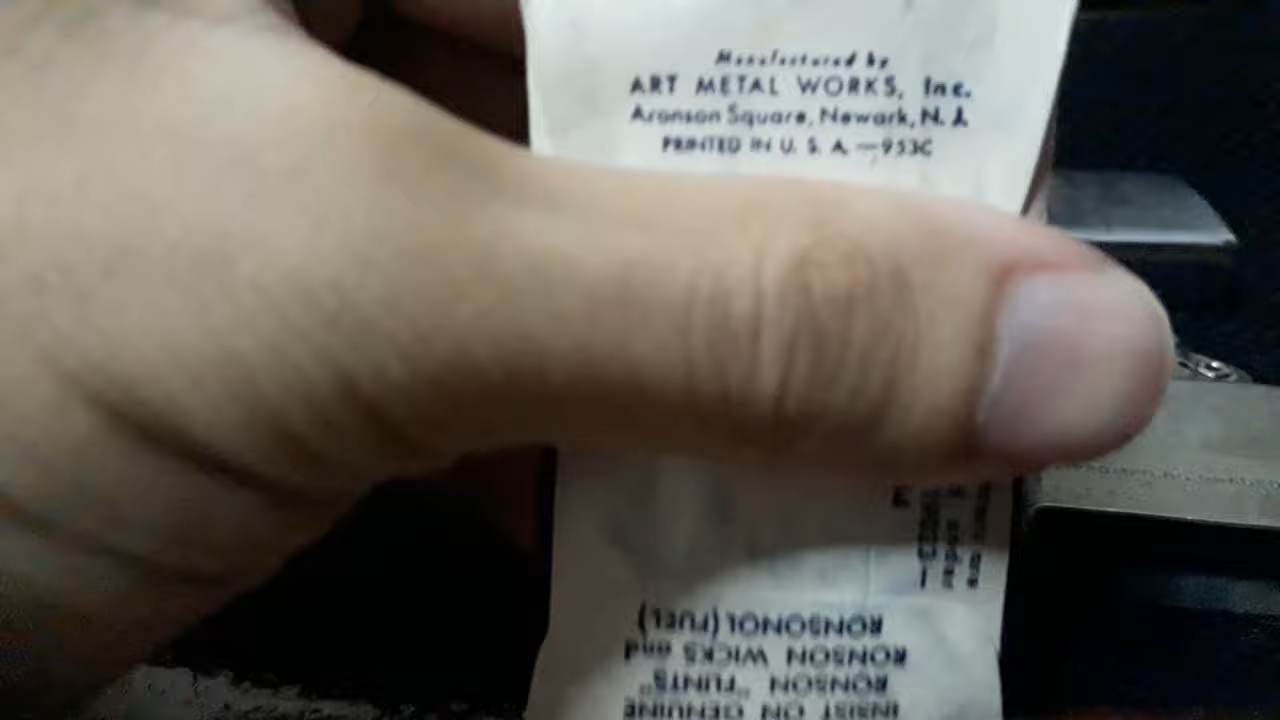 Manufactured by
ART METAL WORKS, Inc.
Aronson Square, Newark, N. J.
PRINTED IN U. S. A. — 953C
INSIST ON GENUINE
RONSON "FLINTS"
RONSON WICKS and
RONSONOL (FUEL)
under